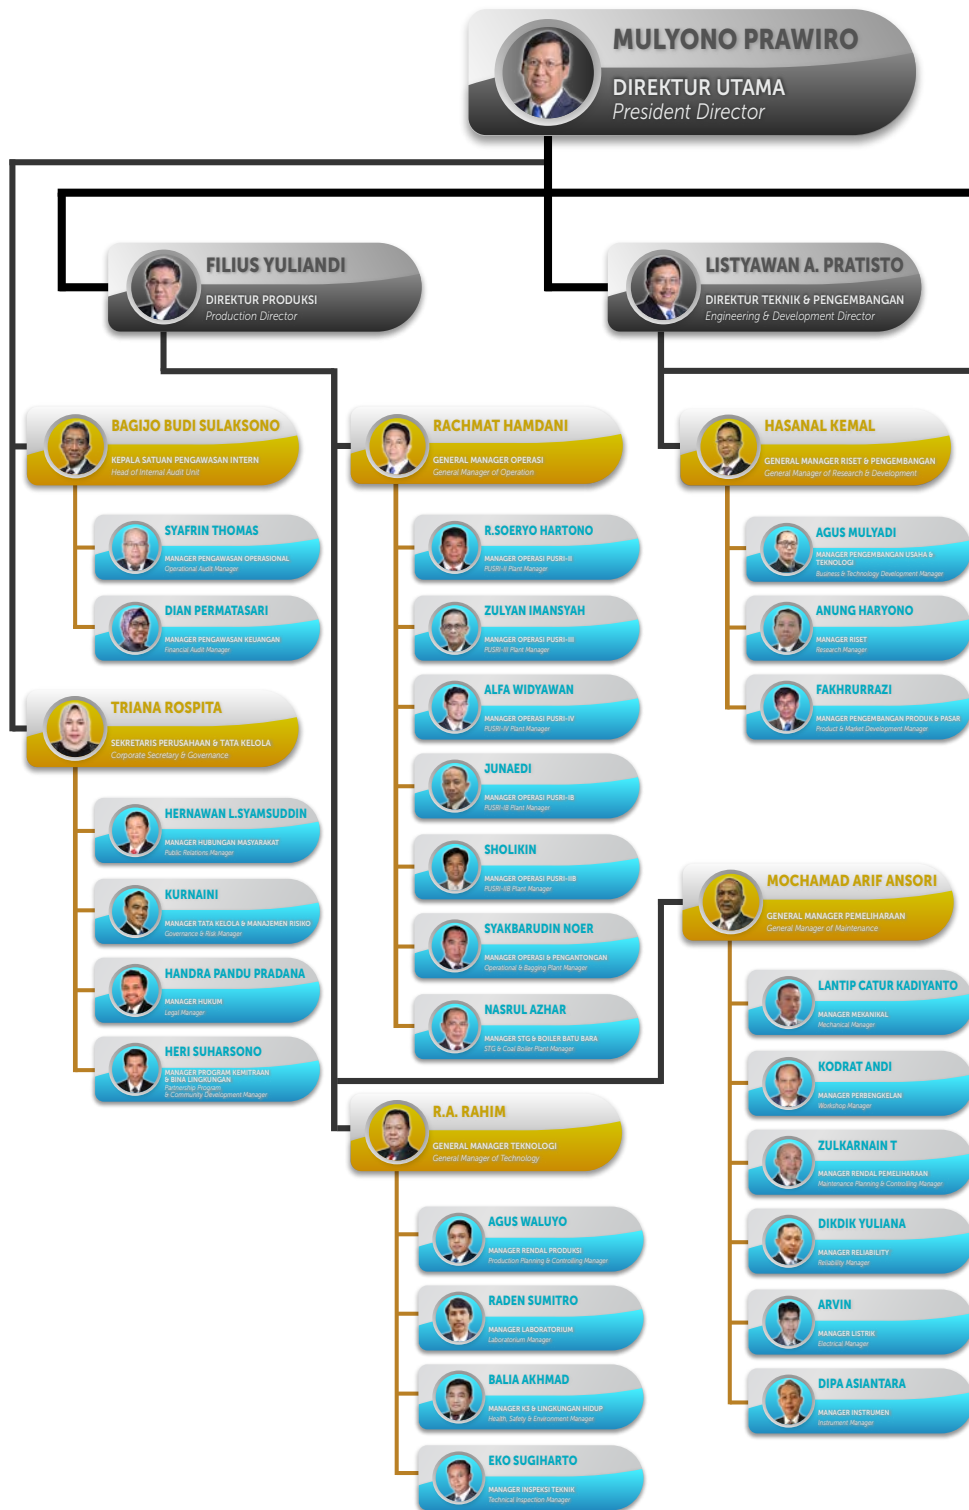 MULYONO PRAWIRO
DIREKTUR UTAMA
President Director
FILIUS YULIANDI
DIREKTUR PRODUKSI
Production Director
LISTYAWAN A. PRATISTO
DIREKTUR TEKNIK & PENGEMBANGAN
Engineering & Development Director
BAGIJO BUDI SULAKSONO
KEPALA SATUAN PENGAWASAN INTERN
Head of Internal Audit Unit
SYAFRIN THOMAS
MANAGER PENGAWASAN OPERASIONAL
Operational Audit Manager
DIAN PERMATASARI
MANAGER PENGAWASAN KEUANGAN
Financial Audit Manager
TRIANA ROSPITA
SEKRETARIS PERUSAHAAN & TATA KELOLA
Corporate Secretary & Governance
HERNAWAN L.SYAMSUDDIN
MANAGER HUBUNGAN MASYARAKAT
Public Relations Manager
KURNAINI
MANAGER TATA KELOLA & MANAJEMEN RISIKO
Governance & Risk Manager
HANDRA PANDU PRADANA
MANAGER HUKUM
Legal Manager
HERI SUHARSONO
MANAGER PROGRAM KEMITRAAN
& BINA LINGKUNGAN
Partnership Program
& Community Development Manager
RACHMAT HAMDANI
GENERAL MANAGER OPERASI
General Manager of Operation
R.SOERYO HARTONO
MANAGER OPERASI PUSRI-II
PUSRI-II Plant Manager
ZULYAN IMANSYAH
MANAGER OPERASI PUSRI-III
PUSRI-III Plant Manager
ALFA WIDYAWAN
MANAGER OPERASI PUSRI-IV
PUSRI-IV Plant Manager
JUNAEDI
MANAGER OPERASI PUSRI-IB
PUSRI-IB Plant Manager
SHOLIKIN
MANAGER OPERASI PUSRI-IIB
PUSRI-IIB Plant Manager
SYAKBARUDIN NOER
MANAGER OPERASI & PENGANTONGAN
Operational & Bagging Plant Manager
NASRUL AZHAR
MANAGER STG & BOILER BATU BARA
STG & Coal Boiler Plant Manager
R.A. RAHIM
GENERAL MANAGER TEKNOLOGI
General Manager of Technology
AGUS WALUYO
MANAGER RENDAL PRODUKSI
Production Planning & Controlling Manager
RADEN SUMITRO
MANAGER LABORATORIUM
Laboratorium Manager
BALIA AKHMAD
MANAGER K3 & LINGKUNGAN HIDUP
Health, Safety & Environment Manager
EKO SUGIHARTO
MANAGER INSPEKSI TEKNIK
Technical Inspection Manager
HASANAL KEMAL
GENERAL MANAGER RISET & PENGEMBANGAN
General Manager of Research & Development
AGUS MULYADI
MANAGER PENGEMBANGAN USAHA &
TEKNOLOGI
Business & Technology Development Manager
ANUNG HARYONO
MANAGER RISET
Research Manager
FAKHRURRAZI
MANAGER PENGEMBANGAN PRODUK & PASAR
Product & Market Development Manager
MOCHAMAD ARIF ANSORI
GENERAL MANAGER PEMELIHARAAN
General Manager of Maintenance
LANTIP CATUR KADIYANTO
MANAGER MEKANIKAL
Mechanical Manager
KODRAT ANDI
MANAGER PERBENGKELAN
Workshop Manager
ZULKARNAIN T
MANAGER RENDAL PEMELIHARAAN
Maintenance Planning & Controlling Manager
DIKDIK YULIANA
MANAGER RELIABILITY
Reliability Manager
ARVIN
MANAGER LISTRIK
Electrical Manager
DIPA ASIANTARA
MANAGER INSTRUMEN
Instrument Manager